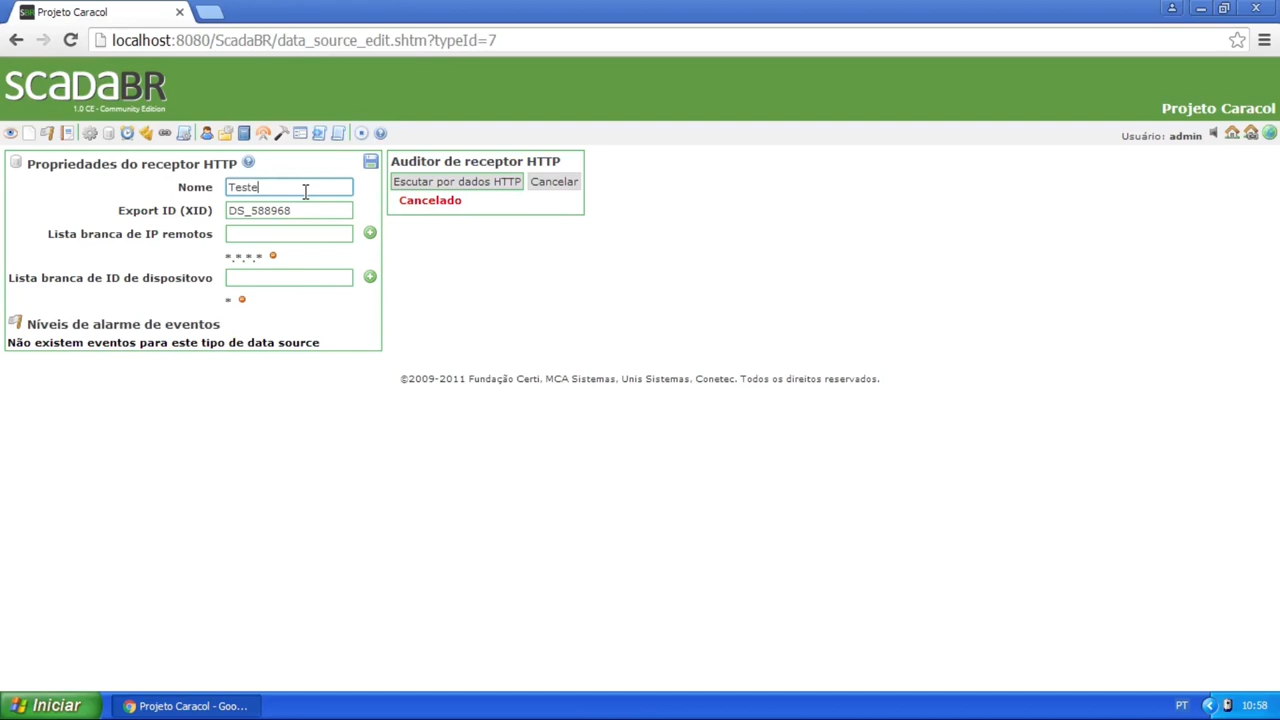 Projeto Caracol
localhost:8080/ScadaBR/data_source_edit.shtm?typeId=7
SCADABR
1.0 CE - Community Edition
Projeto Caracol
Usuário: admin
Propriedades do receptor HTTP
Nome Teste
Export ID (XID) DS_588968
Lista branca de IP remotos
*.*.*.*
Lista branca de ID de dispositovo
*
Níveis de alarme de eventos
Não existem eventos para este tipo de data source
Auditor de receptor HTTP
Escutar por dados HTTP Cancelar
Cancelado
©2009-2011 Fundação Certi, MCA Sistemas, Unis Sistemas, Conetec. Todos os direitos reservados.
Iniciar Projeto Caracol - Goo... PT 10:58